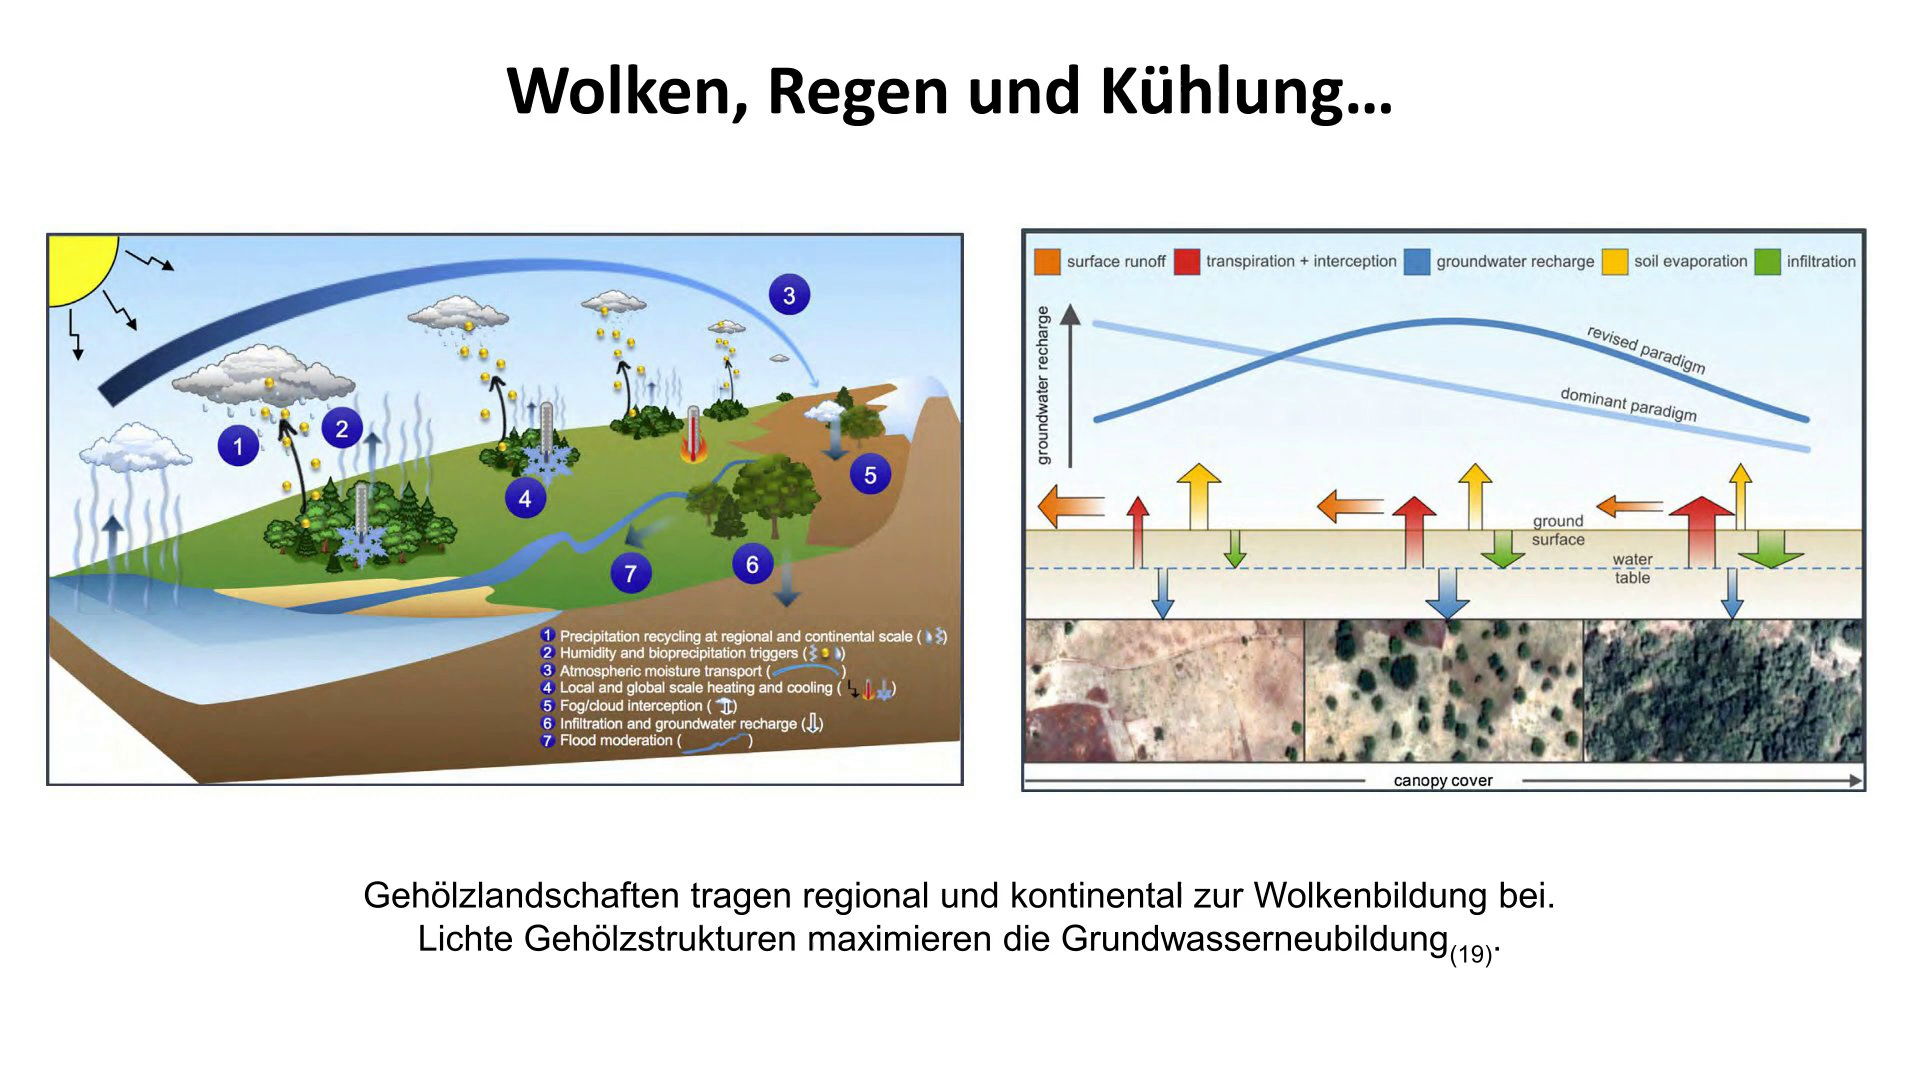 Wolken, Regen und Kühlung...
1
2
3
4
5
6
7
1 Precipitation recycling at regional and continental scale ( )
2 Humidity and bioprecipitation triggers ( )
3 Atmospheric moisture transport ( )
4 Local and global scale heating and cooling ( )
5 Fog/cloud interception ( )
6 Infiltration and groundwater recharge ( )
7 Flood moderation ( )
surface runoff transpiration + interception groundwater recharge soil evaporation infiltration
groundwater recharge
revised paradigm
dominant paradigm
ground
surface
water
table
canopy cover
Gehölzlandschaften tragen regional und kontinental zur Wolkenbildung bei.
Lichte Gehölzstrukturen maximieren die Grundwasserneubildung(19).